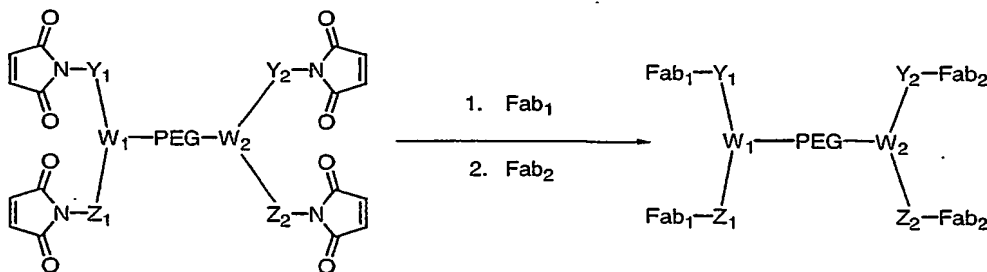 O O
N-Y₁ Y₂-N
O O
W₁-PEG-W₂
O O
N-Z₁ Z₂-N
O O
1. Fab₁
2. Fab₂
Fab₁-Y₁ Y₂-Fab₂
W₁-PEG-W₂
Fab₁-Z₁ Z₂-Fab₂